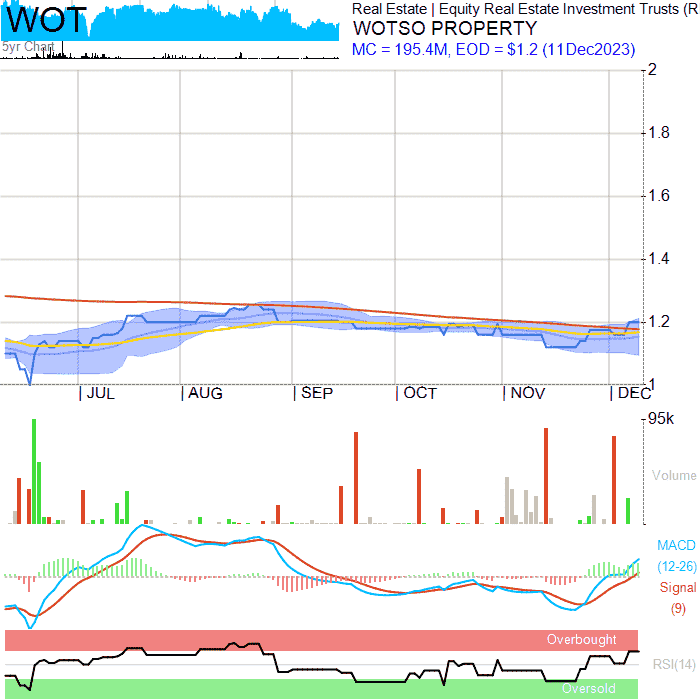 WOT
5yr Chart
Real Estate | Equity Real Estate Investment Trusts (R
WOTSO PROPERTY
MC = 195.4M, EOD = $1.2 (11Dec2023)
2
1.8
1.6
1.4
1.2
1
| JUL | AUG | SEP | OCT | NOV | DEC
95k
Volume
MACD
(12-26)
Signal
(9)
Overbought
RSI(14)
Oversold